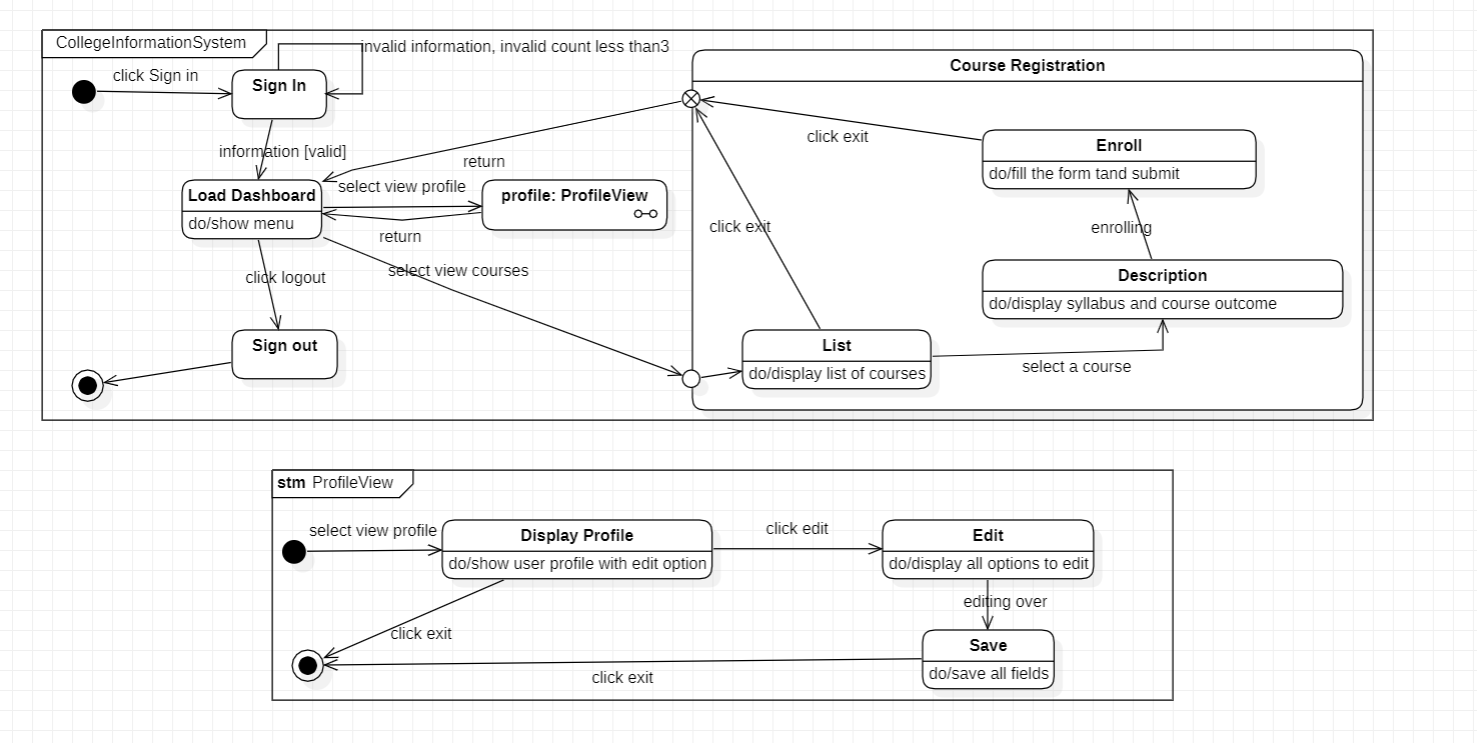 CollegeInformationSystem
click Sign in
Sign In
invalid information, invalid count less than3
information [valid]
Load Dashboard
do/show menu
select view profile
return
profile: ProfileView
return
select view courses
click logout
Sign out
Course Registration
click exit
Enroll
do/fill the form tand submit
click exit
enrolling
Description
do/display syllabus and course outcome
List
do/display list of courses
select a course
stm ProfileView
select view profile
Display Profile
do/show user profile with edit option
click edit
Edit
do/display all options to edit
editing over
Save
do/save all fields
click exit
click exit